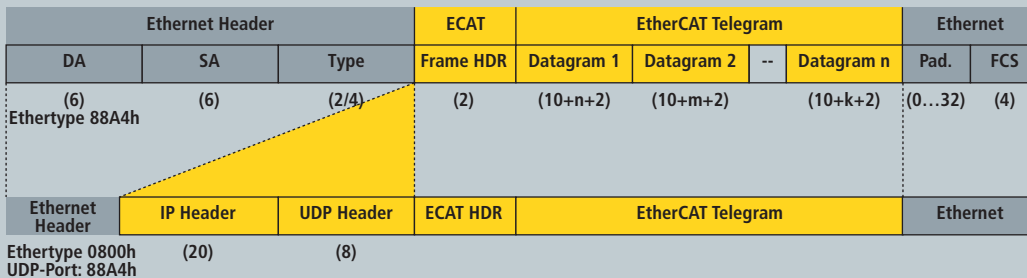 Ethernet Header ECAT EtherCAT Telegram Ethernet
DA SA Type Frame HDR Datagram 1 Datagram 2 -- Datagram n Pad. FCS
(6) (6) (2/4) (2) (10+n+2) (10+m+2) (10+k+2) (0…32) (4)
Ethertype 88A4h
Ethernet
Header IP Header UDP Header ECAT HDR EtherCAT Telegram Ethernet
Ethertype 0800h (20) (8)
UDP-Port: 88A4h